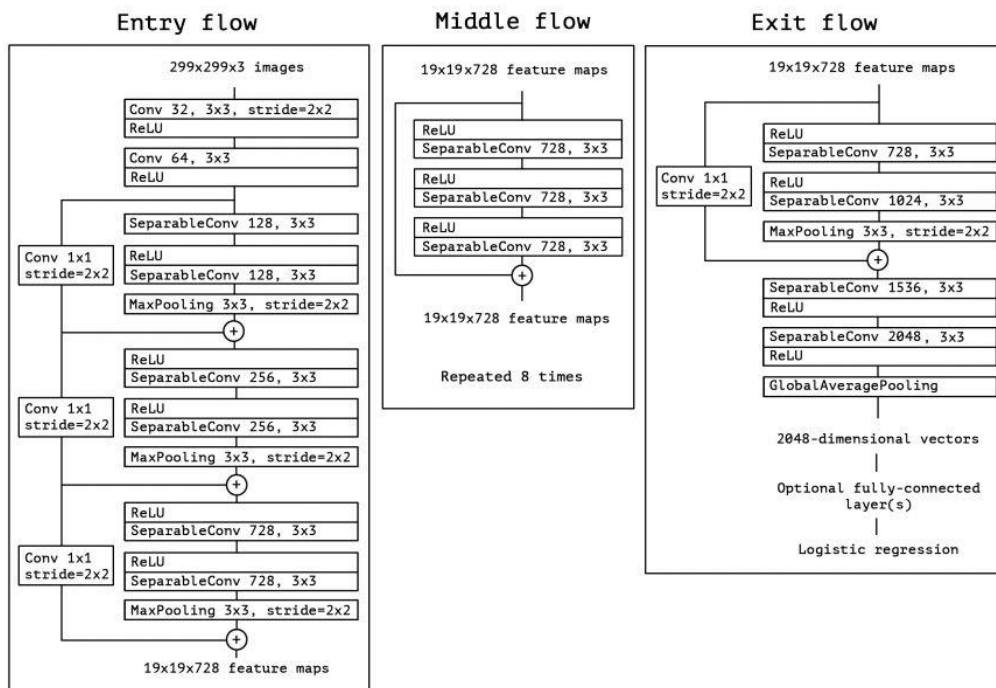 Entry flow
299x299x3 images
Conv 32, 3x3, stride=2x2
ReLU
Conv 64, 3x3
ReLU
SeparableConv 128, 3x3
Conv 1x1
stride=2x2
ReLU
SeparableConv 128, 3x3
MaxPooling 3x3, stride=2x2
+
ReLU
SeparableConv 256, 3x3
Conv 1x1
stride=2x2
ReLU
SeparableConv 256, 3x3
MaxPooling 3x3, stride=2x2
+
ReLU
SeparableConv 728, 3x3
Conv 1x1
stride=2x2
ReLU
SeparableConv 728, 3x3
MaxPooling 3x3, stride=2x2
+
19x19x728 feature maps
Middle flow
19x19x728 feature maps
ReLU
SeparableConv 728, 3x3
ReLU
SeparableConv 728, 3x3
ReLU
SeparableConv 728, 3x3
+
19x19x728 feature maps
Repeated 8 times
Exit flow
19x19x728 feature maps
ReLU
SeparableConv 728, 3x3
Conv 1x1
stride=2x2
ReLU
SeparableConv 1024, 3x3
MaxPooling 3x3, stride=2x2
+
SeparableConv 1536, 3x3
ReLU
SeparableConv 2048, 3x3
ReLU
GlobalAveragePooling
2048-dimensional vectors
Optional fully-connected
layer(s)
Logistic regression